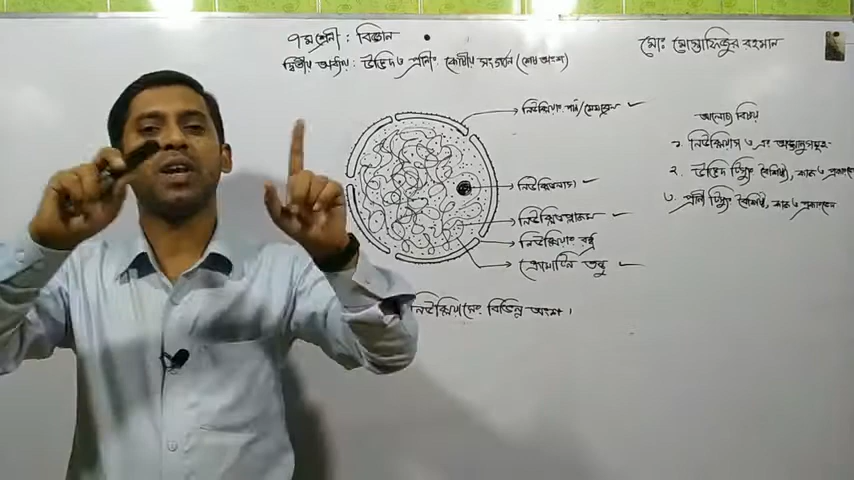 ৭ম শ্রেণী : বিজ্ঞান
দ্বিতীয় অধ্যায় : উদ্ভিদ ও প্রাণীর কোষীয় সংগঠন (শেষ অংশ)
মোঃ মোস্তাফিজুর রহমান
নিউক্লিয়ার পর্দা/মেমব্রেন
নিউক্লিওলাস
নিউক্লিওপ্লাজম
নিউক্লিয়ার রন্ধ্র
ক্রোমাটিন তন্তু
নিউক্লিয়াসের বিভিন্ন অংশ।
আলোচ্য বিষয়
১. নিউক্লিয়াস ও এর অঙ্গাণুসমূহ
২. উদ্ভিদ টিস্যুর বৈশিষ্ট্য, কাজ ও প্রকারভেদ
৩. প্রাণী টিস্যুর বৈশিষ্ট্য, কাজ ও প্রকারভেদ